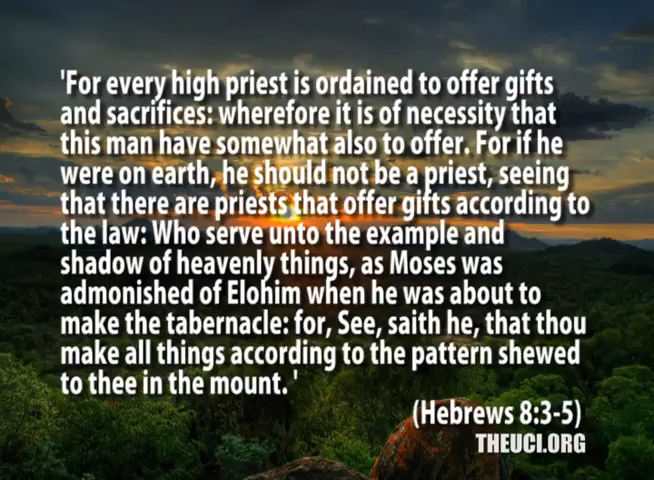 'For every high priest is ordained to offer gifts
and sacrifices: wherefore it is of necessity that
this man have somewhat also to offer. For if he
were on earth, he should not be a priest, seeing
that there are priests that offer gifts according to
the law: Who serve unto the example and
shadow of heavenly things, as Moses was
admonished of Elohim when he was about to
make the tabernacle: for, See, saith he, that thou
make all things according to the pattern shewed
to thee in the mount. '
(Hebrews 8:3-5)
THEUCI.ORG